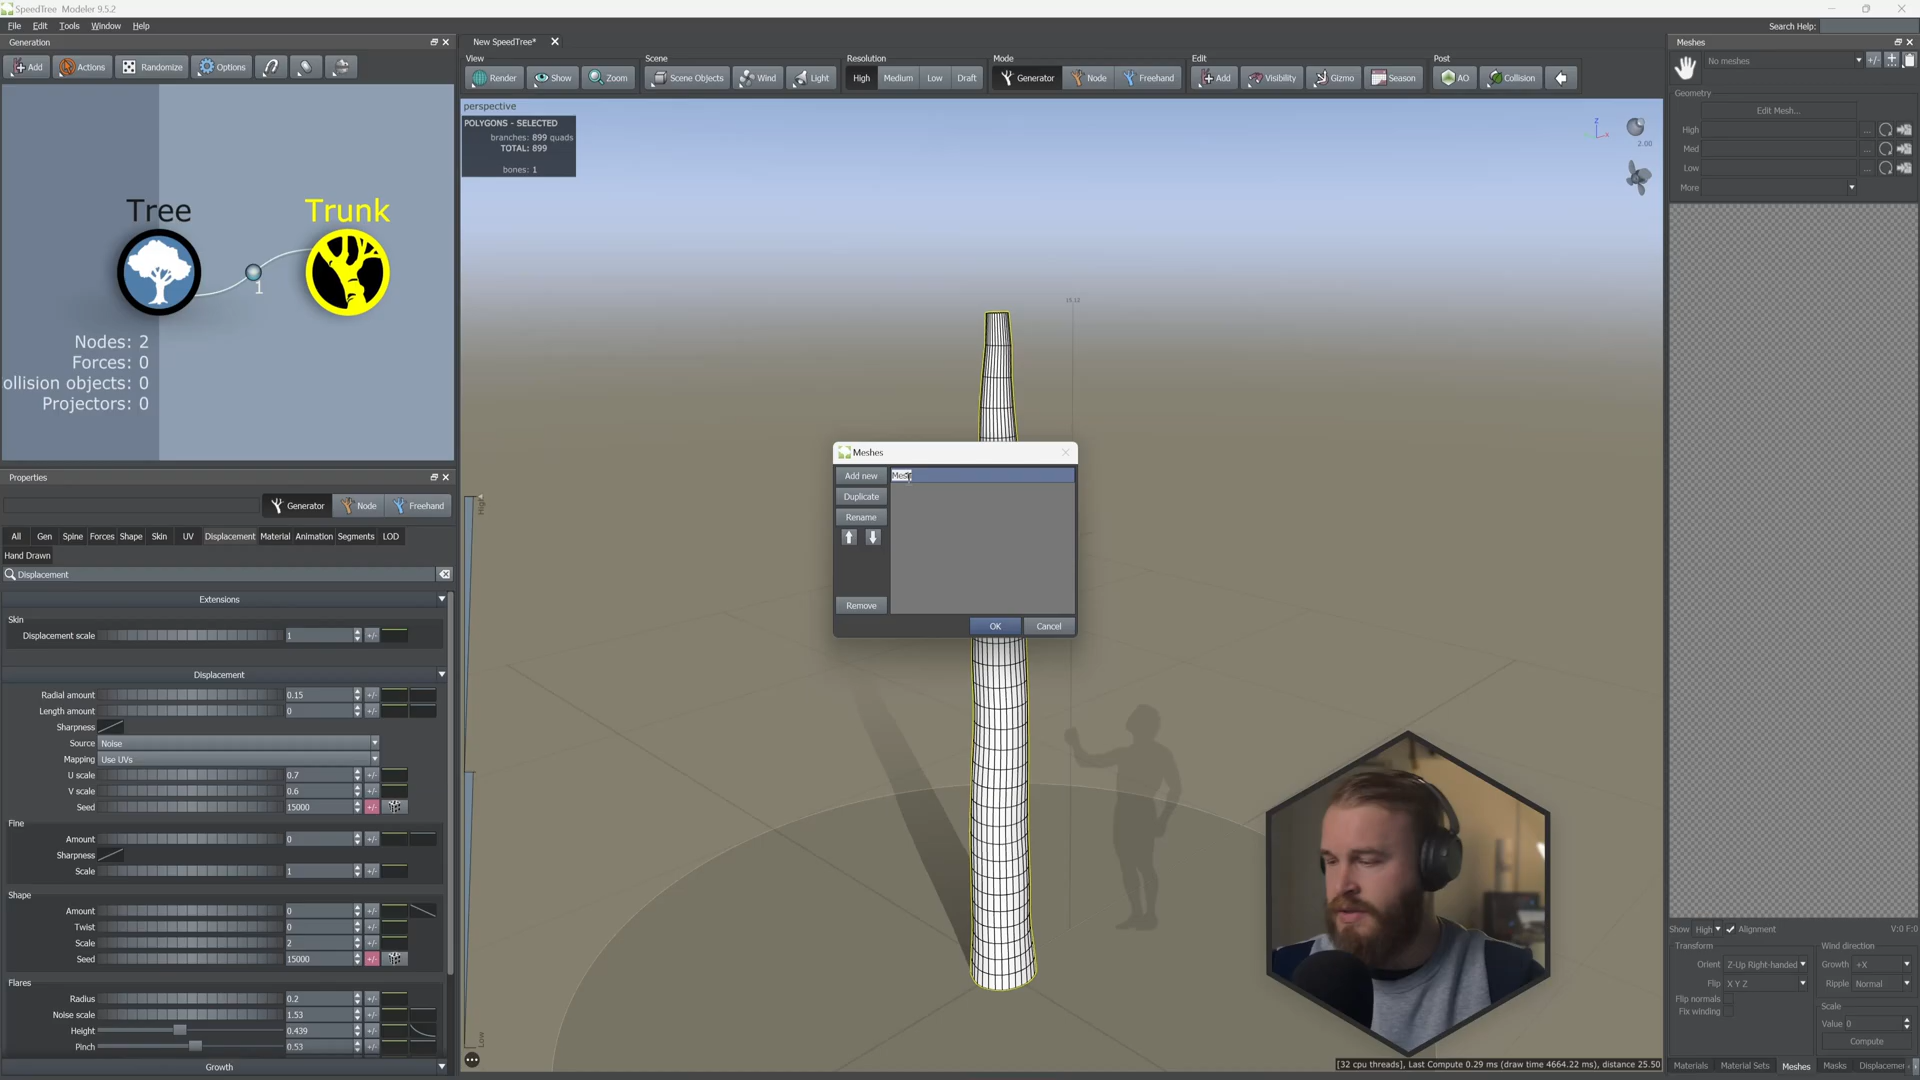 SpeedTree Modeler 9.5.2
File Edit Tools Window Help
Search Help:
Generation
Add Actions Randomize Options
Tree Trunk
1
Nodes: 2
Forces: 0
ollision objects: 0
Projectors: 0
New SpeedTree*
View Scene Resolution Mode Edit Post
Render Show Zoom Scene Objects Wind Light High Medium Low Draft Generator Node Freehand Add Visibility Gizmo Season AO Collision
perspective
POLYGONS - SELECTED
branches: 899 quads
TOTAL: 899
bones: 1
Z
X
2.00
15.12
High
Low
Meshes
Add new
Duplicate
Rename
Remove
OK Cancel
Properties
Generator Node Freehand
All Gen Spine Forces Shape Skin UV Displacement Material Animation Segments LOD
Hand Drawn
Displacement
Extensions
Skin
Displacement scale 1 +/-
Displacement
Radial amount 0.15 +/-
Length amount 0 +/-
Sharpness
Source Noise
Mapping Use UVs
U scale 0.7 +/-
V scale 0.6 +/-
Seed 15000 +/-
Fine
Amount 0 +/-
Sharpness
Scale 1 +/-
Shape
Amount 0 +/-
Twist 0 +/-
Scale 2 +/-
Seed 15000 +/-
Flares
Radius 0.2 +/-
Noise scale 1.53 +/-
Height 0.439 +/-
Pinch 0.53 +/-
Growth
Meshes
No meshes +/-
Geometry
Edit Mesh...
High ...
Med ...
Low ...
More
Show High Alignment V:0 F:0
Transform Wind direction
Orient Z-Up Right-handed Growth +X
Flip X Y Z Ripple Normal
Flip normals Scale
Fix winding
Value 0
Compute
[32 cpu threads], Last Compute 0.29 ms (draw time 4664.22 ms), distance 25.50
Materials Material Sets Meshes Masks Displacemen